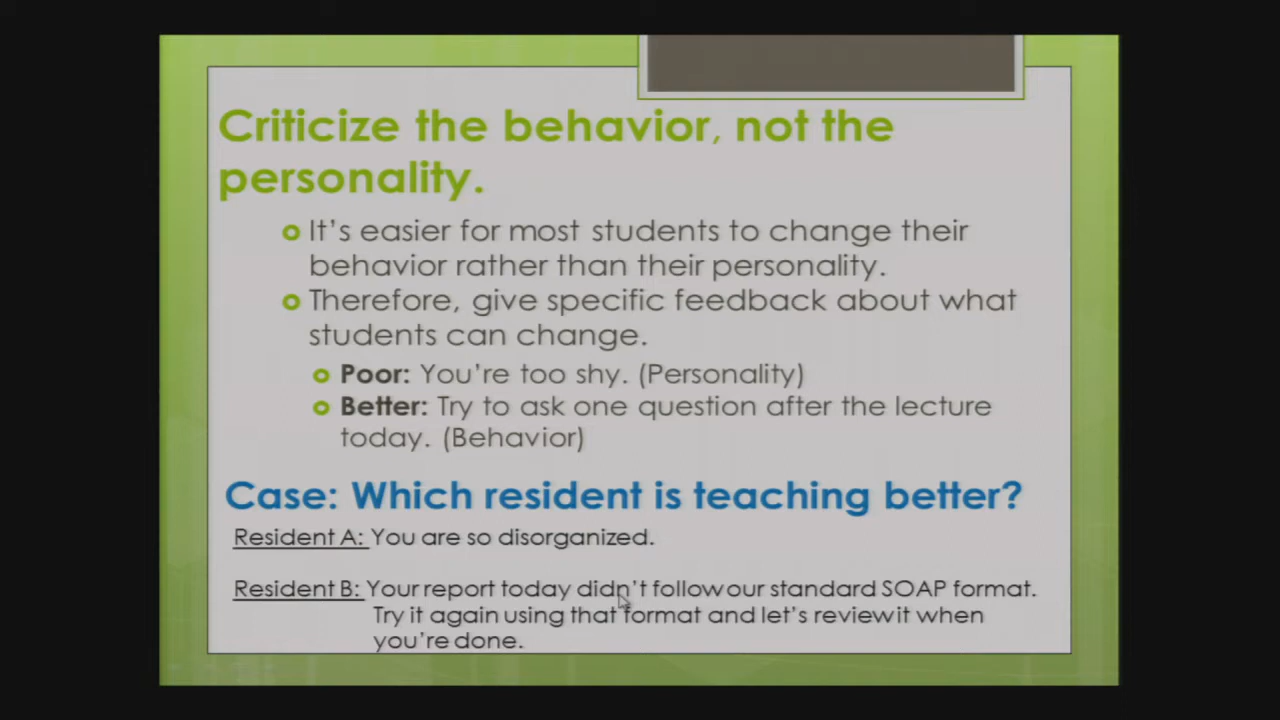 Criticize the behavior, not the
personality.
It's easier for most students to change their
behavior rather than their personality.
Therefore, give specific feedback about what
students can change.
Poor: You're too shy. (Personality)
Better: Try to ask one question after the lecture
today. (Behavior)
Case: Which resident is teaching better?
Resident A: You are so disorganized.
Resident B: Your report today didn't follow our standard SOAP format.
Try it again using that format and let's review it when
you're done.